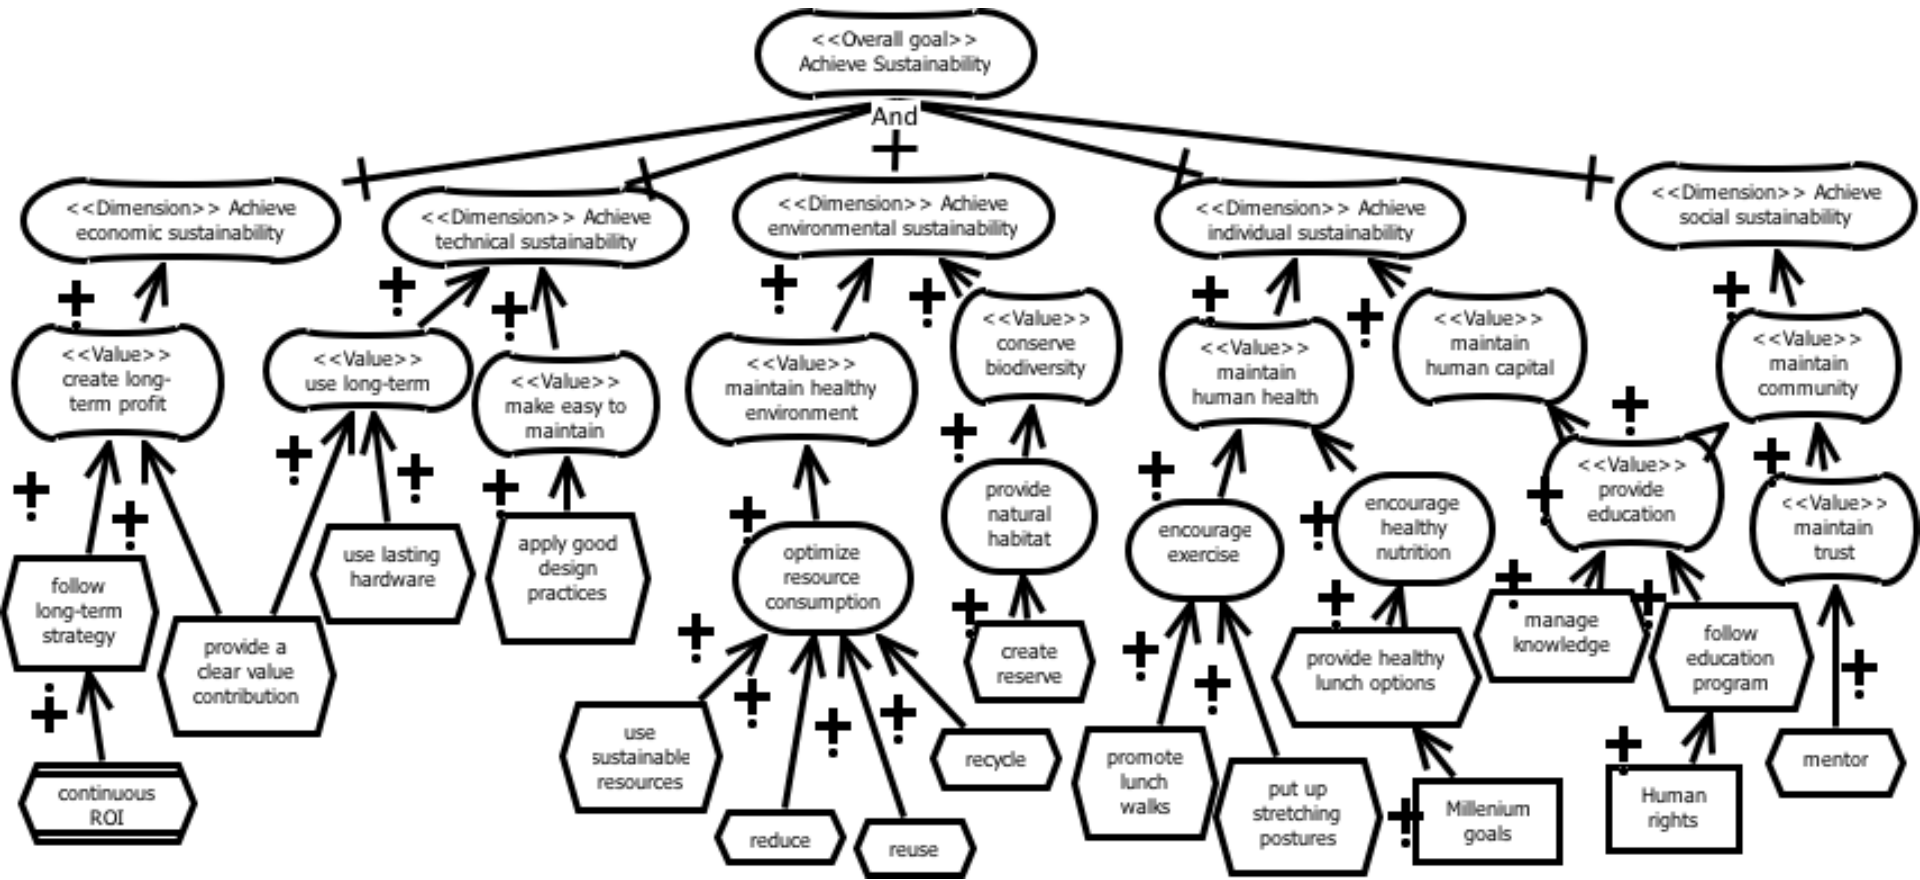 <<Overall goal>>
Achieve Sustainability
And
<<Dimension>> Achieve
economic sustainability
<<Dimension>> Achieve
technical sustainability
<<Dimension>> Achieve
environmental sustainability
<<Dimension>> Achieve
individual sustainability
<<Dimension>> Achieve
social sustainability
<<Value>>
create long-
term profit
<<Value>>
use long-term
<<Value>>
make easy to
maintain
<<Value>>
maintain healthy
environment
<<Value>>
conserve
biodiversity
<<Value>>
maintain
human health
<<Value>>
maintain
human capital
<<Value>>
maintain
community
<<Value>>
provide
education
<<Value>>
maintain
trust
follow
long-term
strategy
provide a
clear value
contribution
use lasting
hardware
apply good
design
practices
optimize
resource
consumption
provide
natural
habitat
encourage
exercise
encourage
healthy
nutrition
create
reserve
provide healthy
lunch options
manage
knowledge
follow
education
program
continuous
ROI
use
sustainable
resources
reduce
reuse
recycle
promote
lunch
walks
put up
stretching
postures
Millenium
goals
Human
rights
mentor